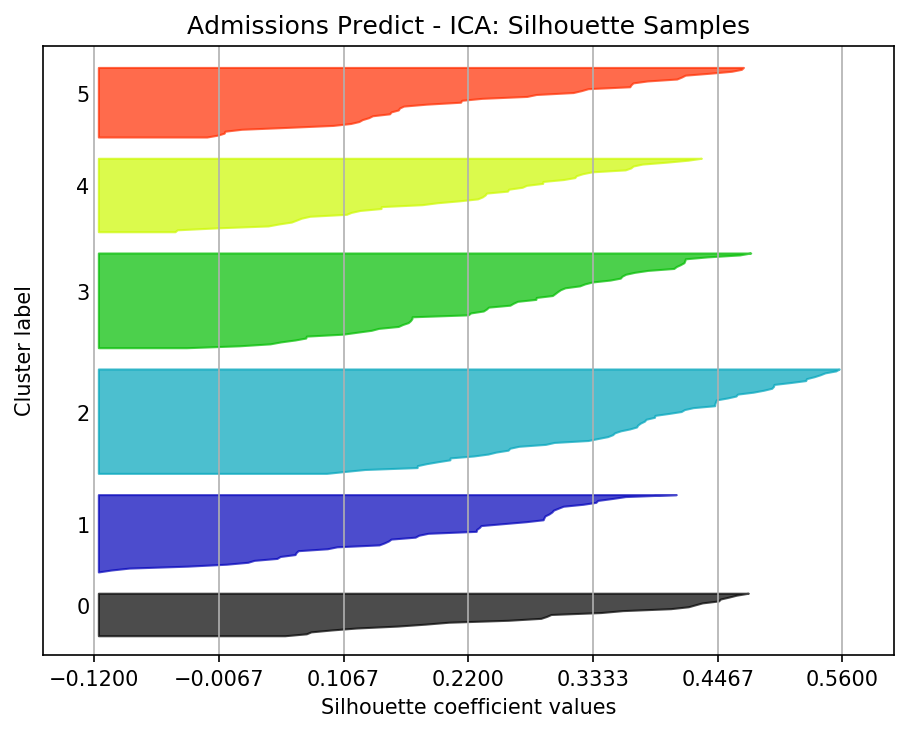 Admissions Predict - ICA: Silhouette Samples
5
4
3
2
1
0
Cluster label
−0.1200 −0.0067 0.1067 0.2200 0.3333 0.4467 0.5600
Silhouette coefficient values